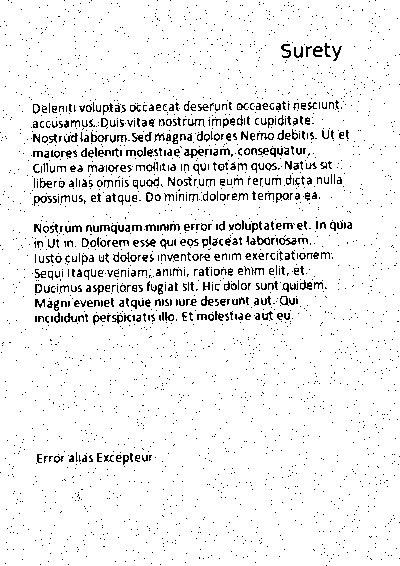 Surety
Deleniti voluptas occaecat deserunt occaecati nesciunt.
accusamus. Duis vitae nostrum impedit cupiditate.
Nostrud laborum Sed magna dolores Nemo debitis. Ut et
maiores deleniti molestiae aperiam, consequatur,
Cillum ea maiores mollitia in qui totam quos. Natus sit
libero alias omnis quod. Nostrum eum rerum dicta nulla
possimus, et atque. Do minim dolorem tempora ea.
Nostrum numquam minim error id voluptatem et. In quia
in Ut in. Dolorem esse qui eos placeat laboriosam.
Iusto culpa ut dolores inventore enim exercitationem.
Sequi Itaque veniam, animi, ratione enim elit, et.
Ducimus asperiores fugiat sit. Hic dolor sunt quidem.
Magni eveniet atque nisi iure deserunt aut. Qui
incididunt perspiciatis illo. Et molestiae aut eu
Error alias Excepteur